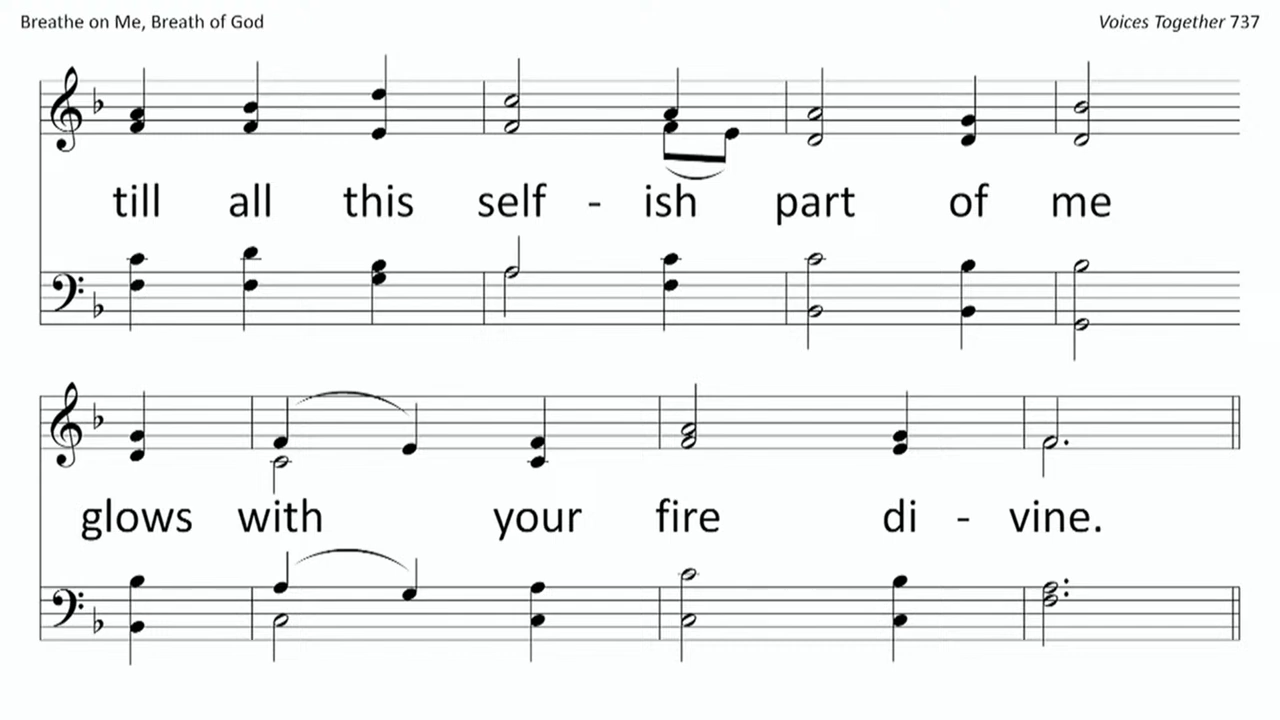 Breathe on Me, Breath of God
Voices Together 737
till all this self - ish part of me
glows with your fire di - vine.